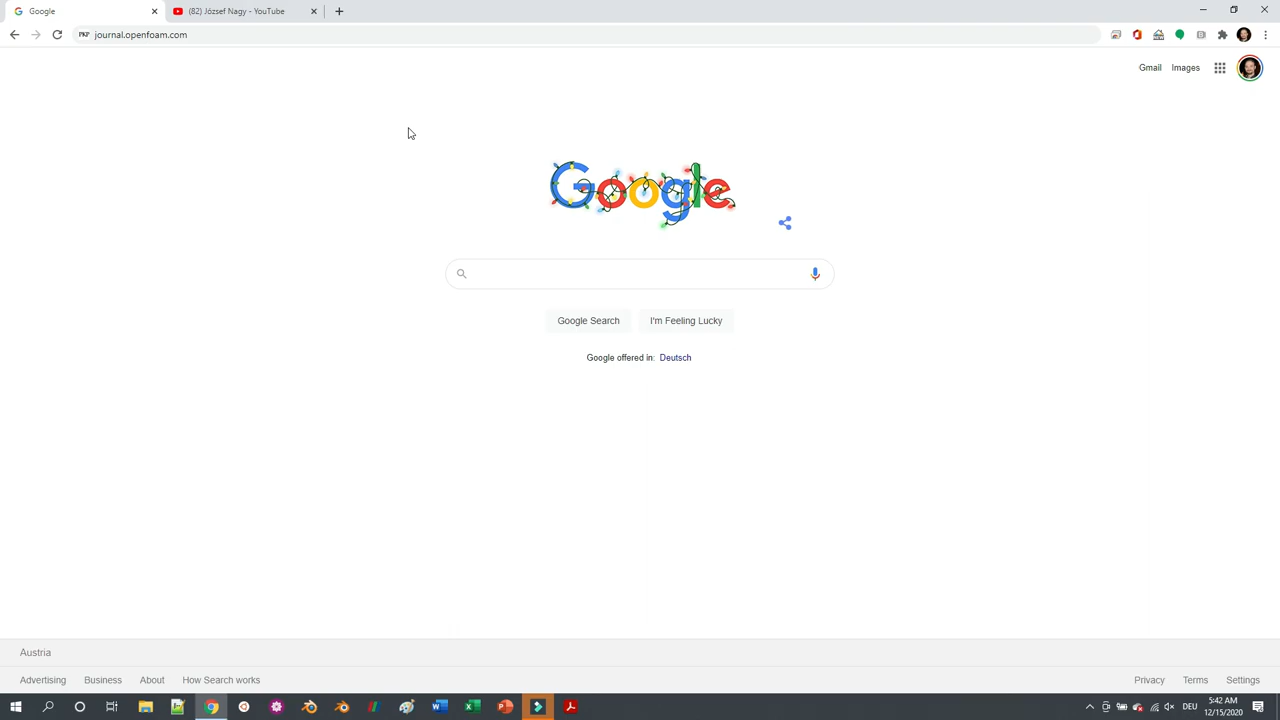 Google
(82) József Nagy - YouTube
PKP journal.openfoam.com
Gmail Images
Google
Google Search I'm Feeling Lucky
Google offered in: Deutsch
Austria
Advertising Business About How Search works
Privacy Terms Settings
DEU
5:42 AM
12/15/2020